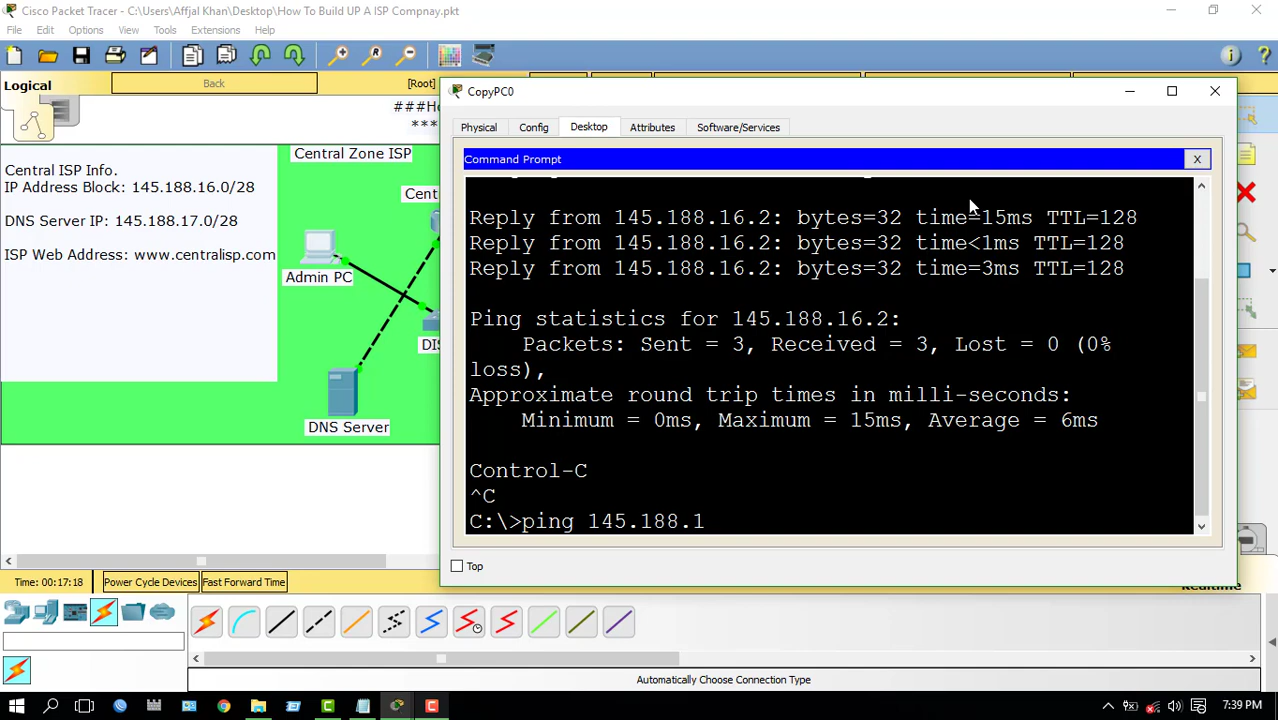 Cisco Packet Tracer - C:\Users\Affjal Khan\Desktop\How To Build UP A ISP Compnay.pkt
File Edit Options View Tools Extensions Help
Logical
Back
[Root]
CopyPC0
Physical Config Desktop Attributes Software/Services
Command Prompt
X
###H
***
Central Zone ISP
Central ISP Info.
IP Address Block: 145.188.16.0/28
DNS Server IP: 145.188.17.0/28
ISP Web Address: www.centralisp.com
Cent
Admin PC
DIS
DNS Server
Reply from 145.188.16.2: bytes=32 time=15ms TTL=128
Reply from 145.188.16.2: bytes=32 time<1ms TTL=128
Reply from 145.188.16.2: bytes=32 time=3ms TTL=128
Ping statistics for 145.188.16.2:
Packets: Sent = 3, Received = 3, Lost = 0 (0%
loss),
Approximate round trip times in milli-seconds:
Minimum = 0ms, Maximum = 15ms, Average = 6ms
Control-C
^C
C:\>ping 145.188.1
Top
Time: 00:17:18
Power Cycle Devices
Fast Forward Time
Realtime
Automatically Choose Connection Type
7:39 PM